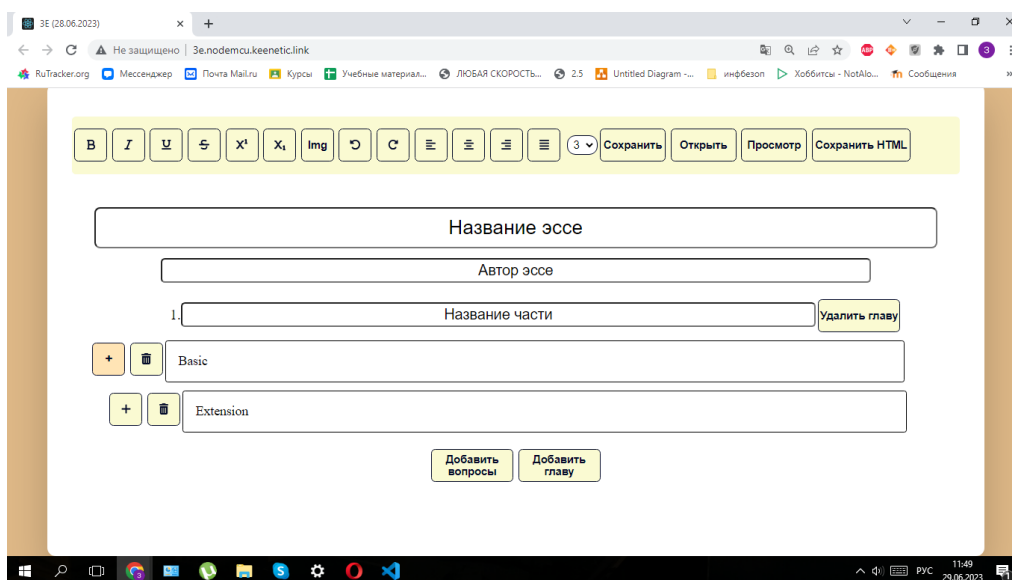 3E (28.06.2023)
Не защищено | 3e.nodemcu.keenetic.link
ABP
3
RuTracker.org Мессенджер Почта Mail.ru Курсы Учебные материал... ЛЮБАЯ СКОРОСТЬ... 2.5 Untitled Diagram -... инфбезоп Хоббитсы - NotAlo... Сообщения »
B I U S X¹ X₁ Img 3 Сохранить Открыть Просмотр Сохранить HTML
Название эссе
Автор эссе
1. Название части Удалить главу
+ Basic
+ Extension
Добавить вопросы Добавить главу
РУС 11:49
29.06.2023